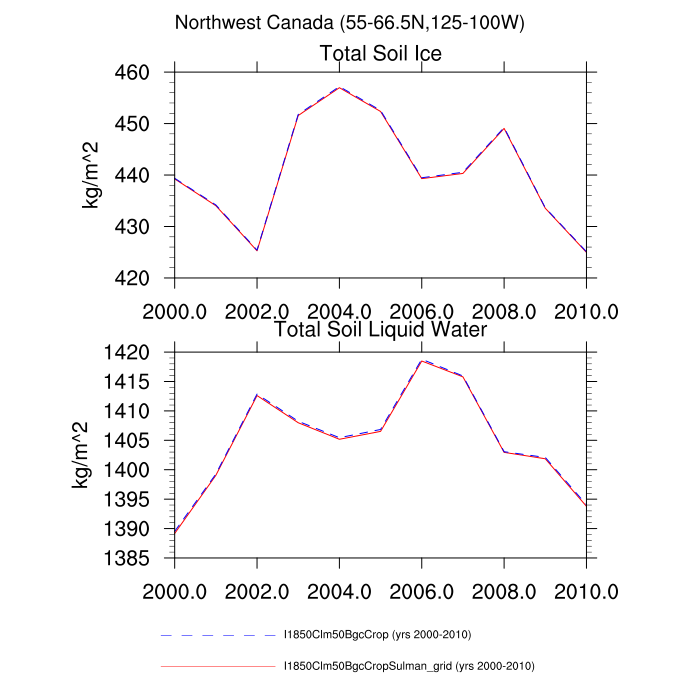 Northwest Canada (55-66.5N,125-100W)
Total Soil Ice
kg/m^2
460
450
440
430
420
2000.0 2002.0 2004.0 2006.0 2008.0 2010.0
Total Soil Liquid Water
kg/m^2
1420
1415
1410
1405
1400
1395
1390
1385
2000.0 2002.0 2004.0 2006.0 2008.0 2010.0
I1850Clm50BgcCrop (yrs 2000-2010)
I1850Clm50BgcCropSulman_grid (yrs 2000-2010)